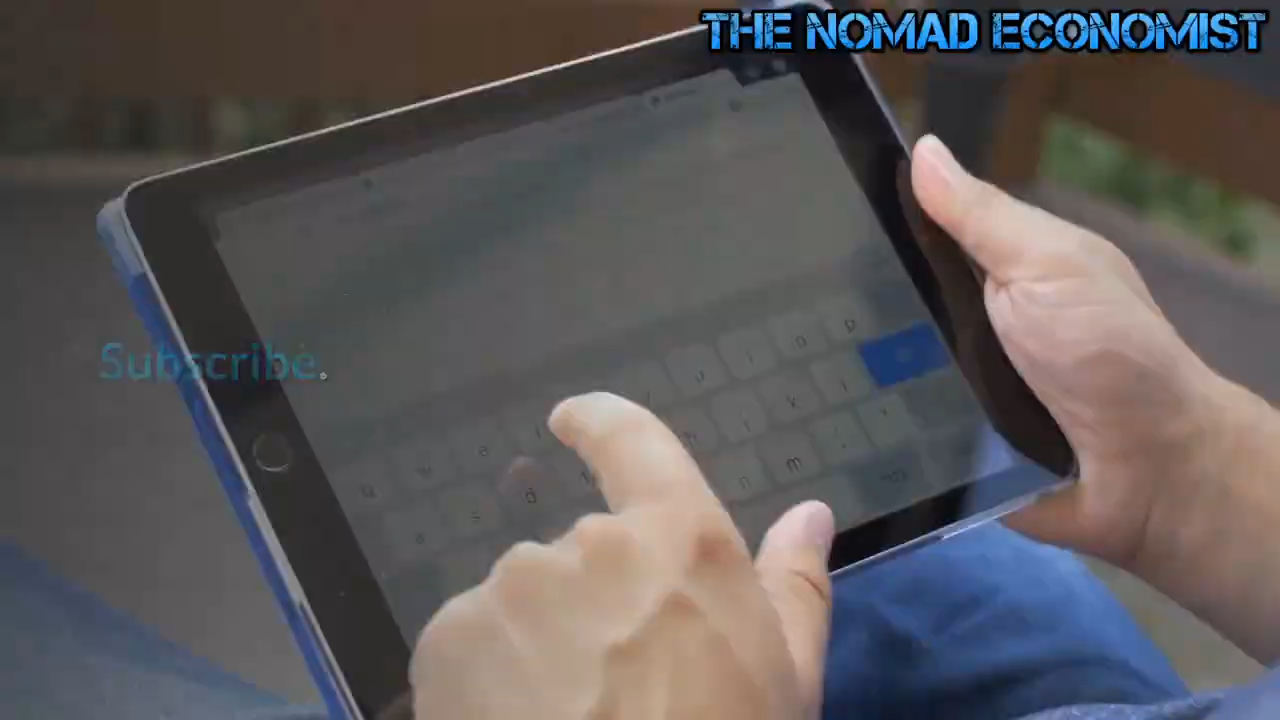 THE NOMAD ECONOMIST
Subscribe.
u i o p
q w e
h j k l
a s d
n m